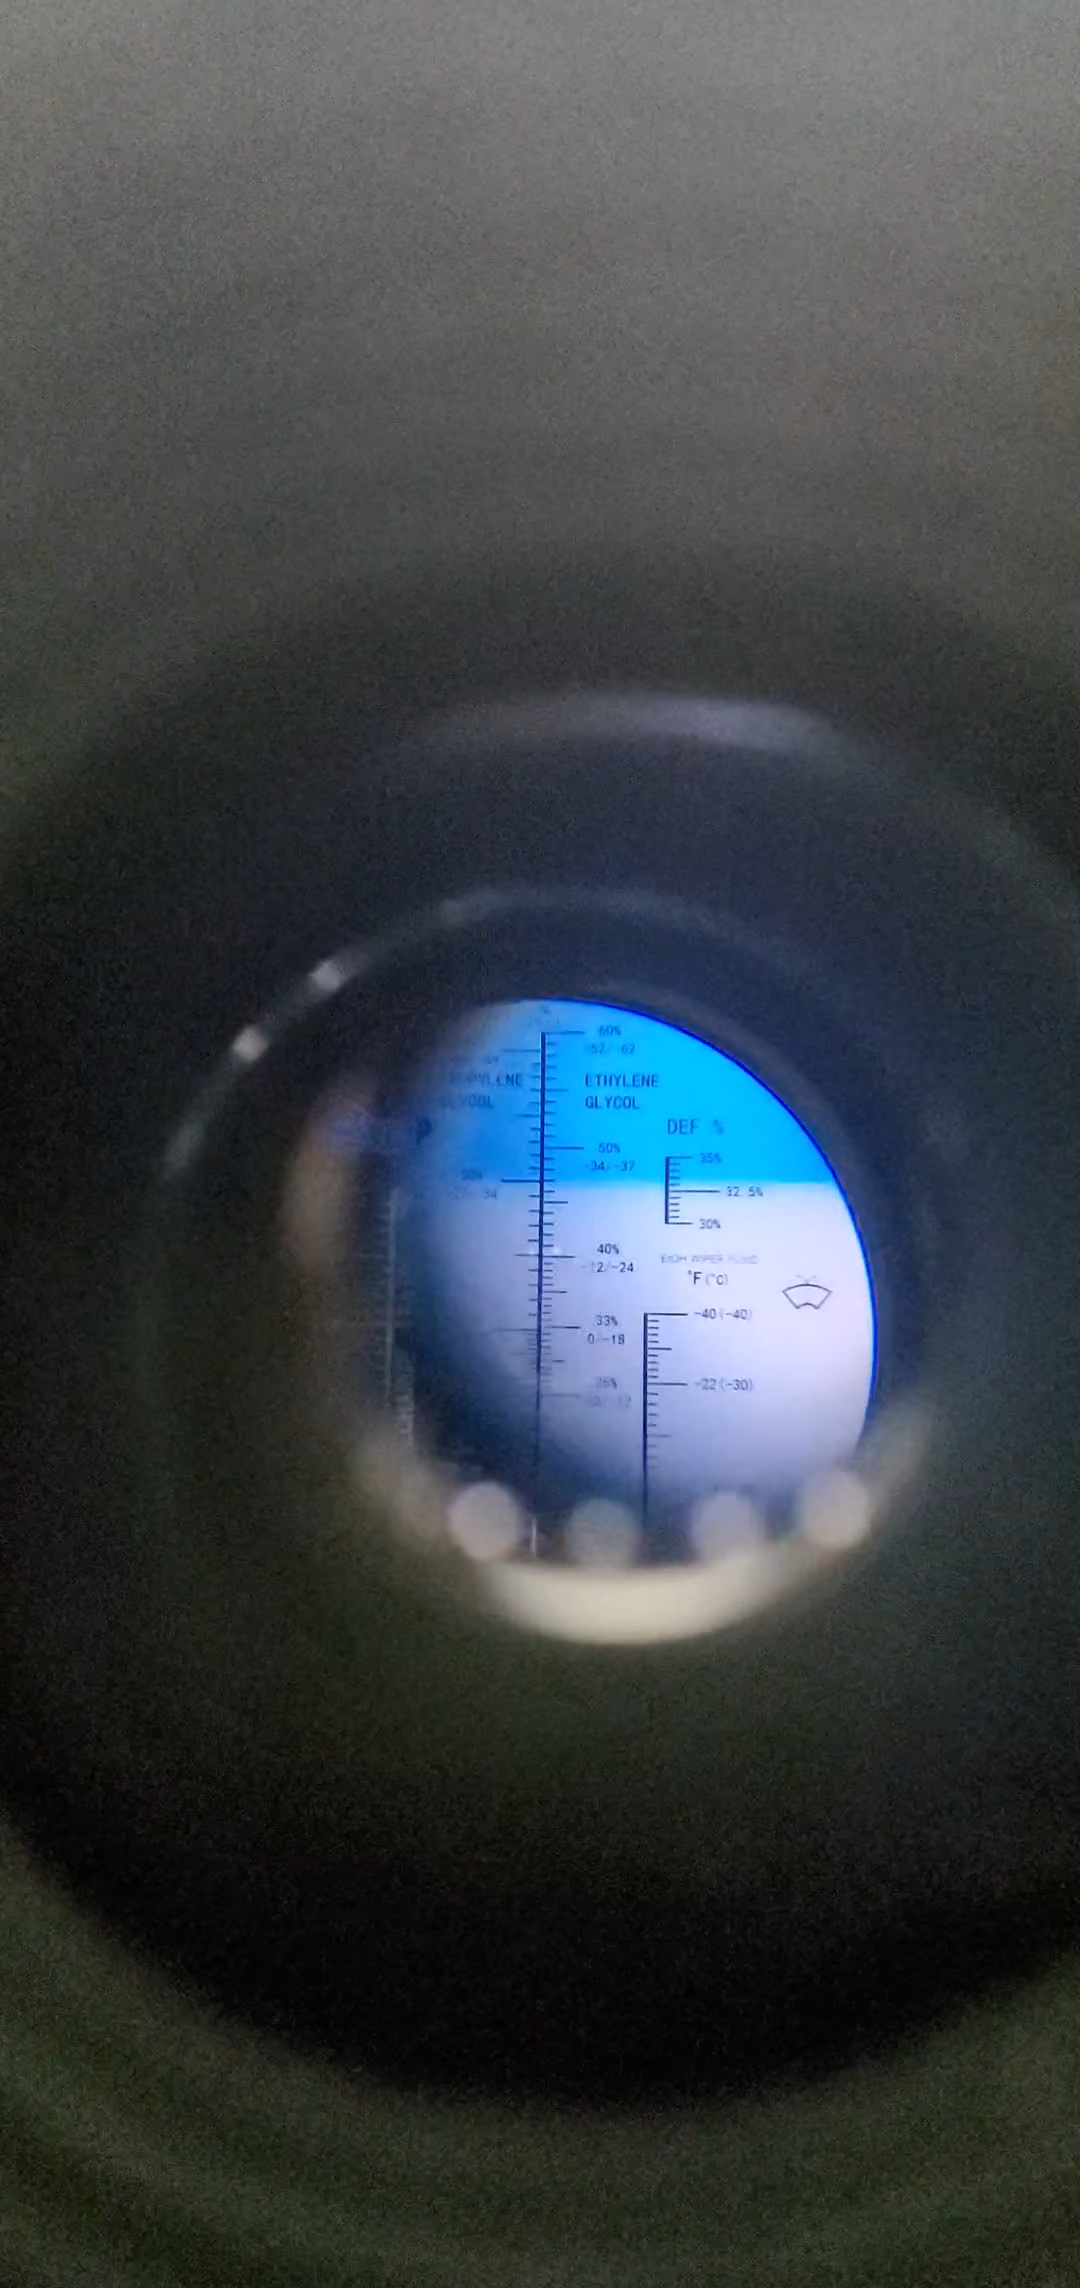 60%
-52/-62
ETHYLENE
GLYCOL
DEF %
50%
-34/-37
35%
32.5%
30%
50%
40%
-12/-24
°F(°C)
33%
0/-18
-40(-40)
-22(-30)
P